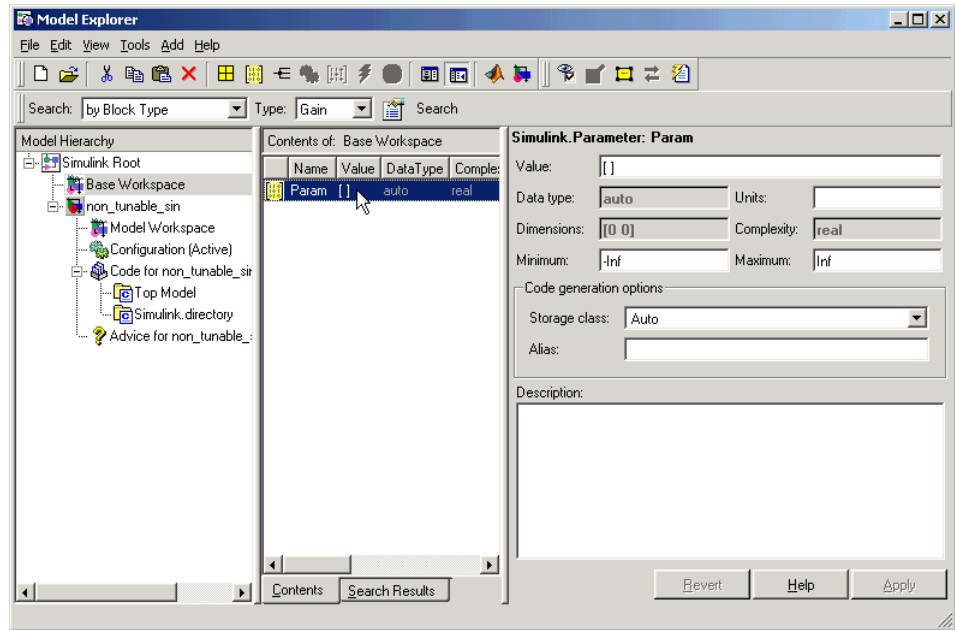 Model Explorer
File Edit View Tools Add Help
Search: by Block Type Type: Gain Search
Model Hierarchy
Simulink Root
Base Workspace
non_tunable_sin
Model Workspace
Configuration (Active)
Code for non_tunable_sin
Top Model
Simulink.directory
Advice for non_tunable_s
Contents of: Base Workspace
Name Value DataType Complex
Param [ ] auto real
Contents Search Results
Simulink.Parameter: Param
Value: [ ]
Data type: auto Units:
Dimensions: [0 0] Complexity: real
Minimum: -Inf Maximum: Inf
Code generation options
Storage class: Auto
Alias:
Description:
Revert Help Apply